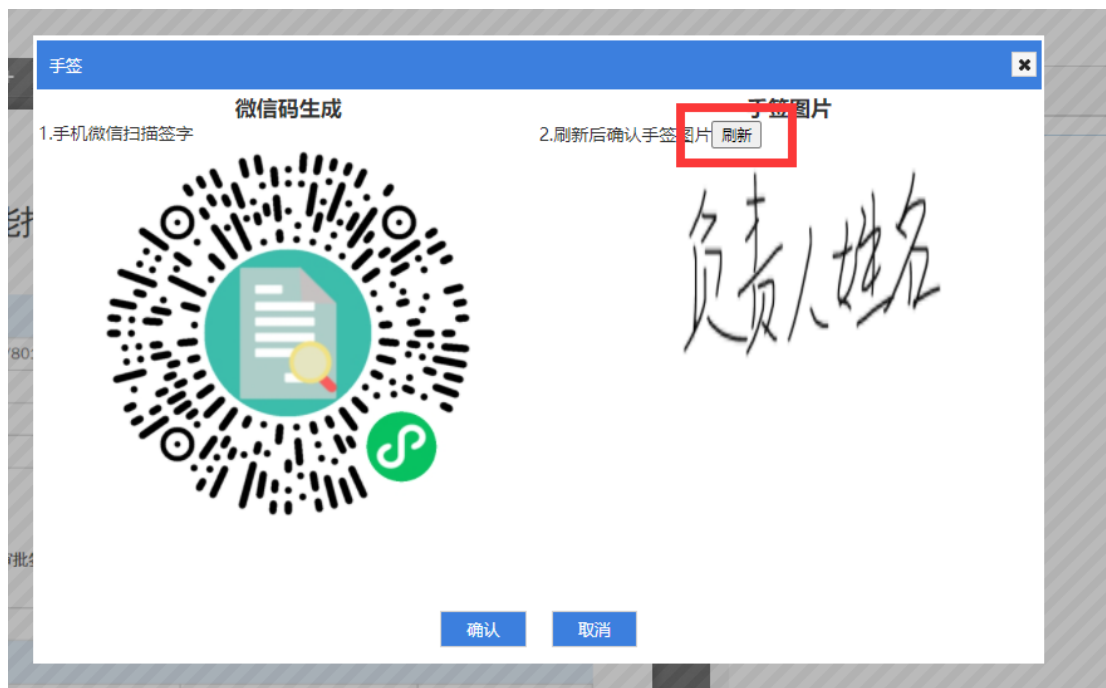 手签
微信码生成
手签图片
1.手机微信扫描签字
2.刷新后确认手签图片 刷新
负责人姓名
/80:
确认
取消